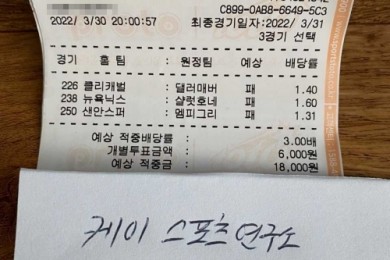 C899-0AB8-6649-5C3
2022/ 3/30 20:00:57 최종경기일자:2022/ 3/31
3경기 선택
경기 홈 팀 : 원정팀 예상 배당률
226 클리캐벌 : 댈러매버 패 1.40
238 뉴욕닉스 : 샬럿호네 패 1.60
250 샌안스퍼 : 멤피그리 패 1.31
예상 적중배당률 : 3.00배
개별투표금액 : 6,000원
예상 적중금 : 18,000원
케이 스포츠연구소